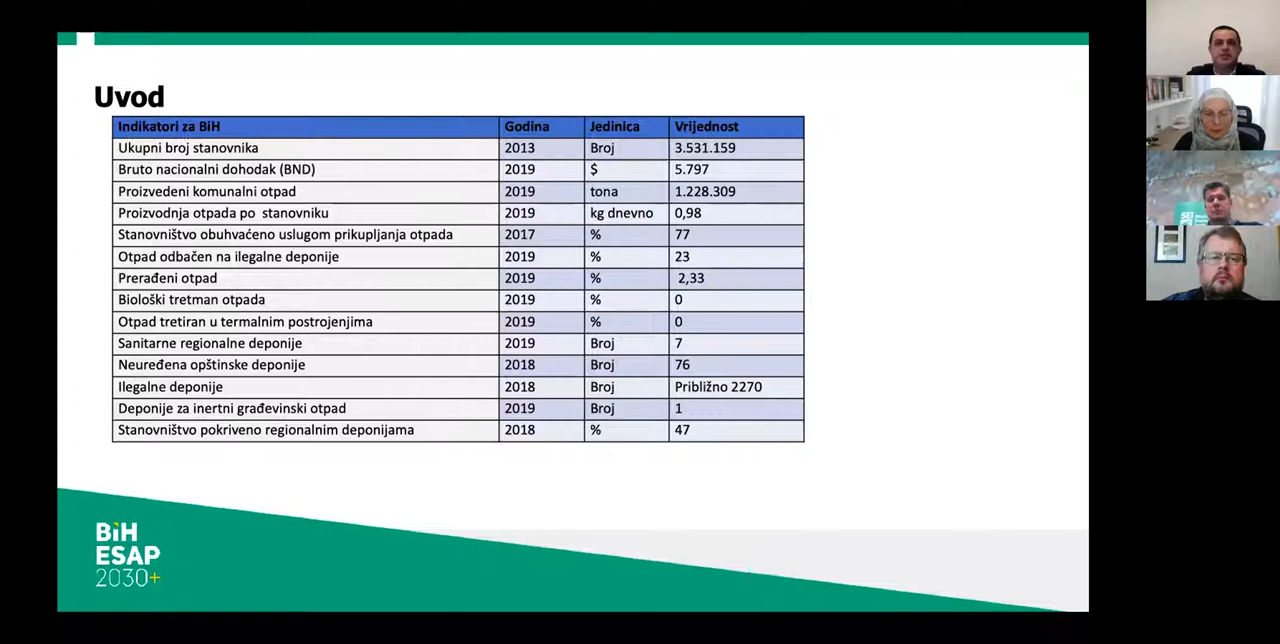 Uvod
Indikatori za BiH Godina Jedinica Vrijednost
Ukupni broj stanovnika 2013 Broj 3.531.159
Bruto nacionalni dohodak (BND) 2019 $ 5.797
Proizvedeni komunalni otpad 2019 tona 1.228.309
Proizvodnja otpada po stanovniku 2019 kg dnevno 0,98
Stanovništvo obuhvaćeno uslugom prikupljanja otpada 2017 % 77
Otpad odbačen na ilegalne deponije 2019 % 23
Prerađeni otpad 2019 % 2,33
Biološki tretman otpada 2019 % 0
Otpad tretiran u termalnim postrojenjima 2019 % 0
Sanitarne regionalne deponije 2019 Broj 7
Neuređena opštinske deponije 2018 Broj 76
Ilegalne deponije 2018 Broj Približno 2270
Deponije za inertni građevinski otpad 2019 Broj 1
Stanovništvo pokriveno regionalnim deponijama 2018 % 47
BiH
ESAP
2030+
SEI